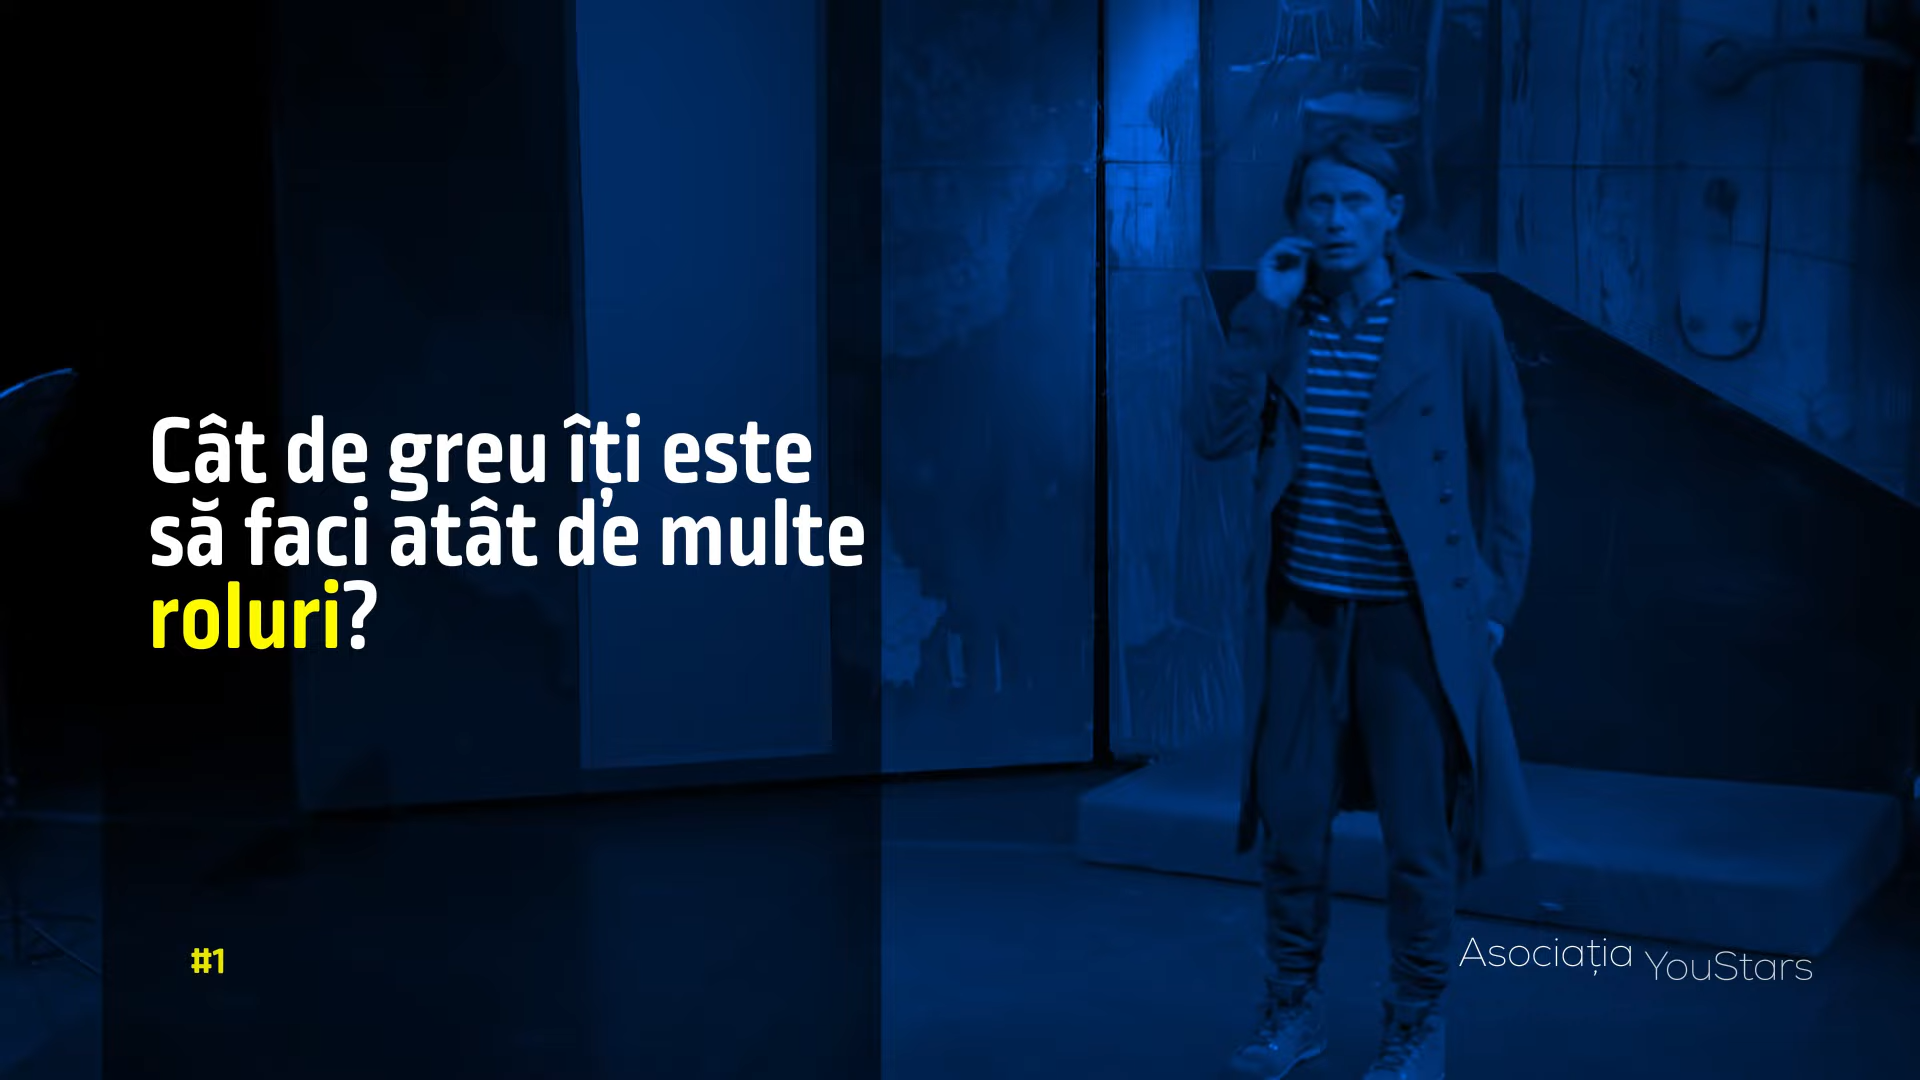 Cât de greu îți este
să faci atât de multe
roluri?
#1
Asociația YouStars